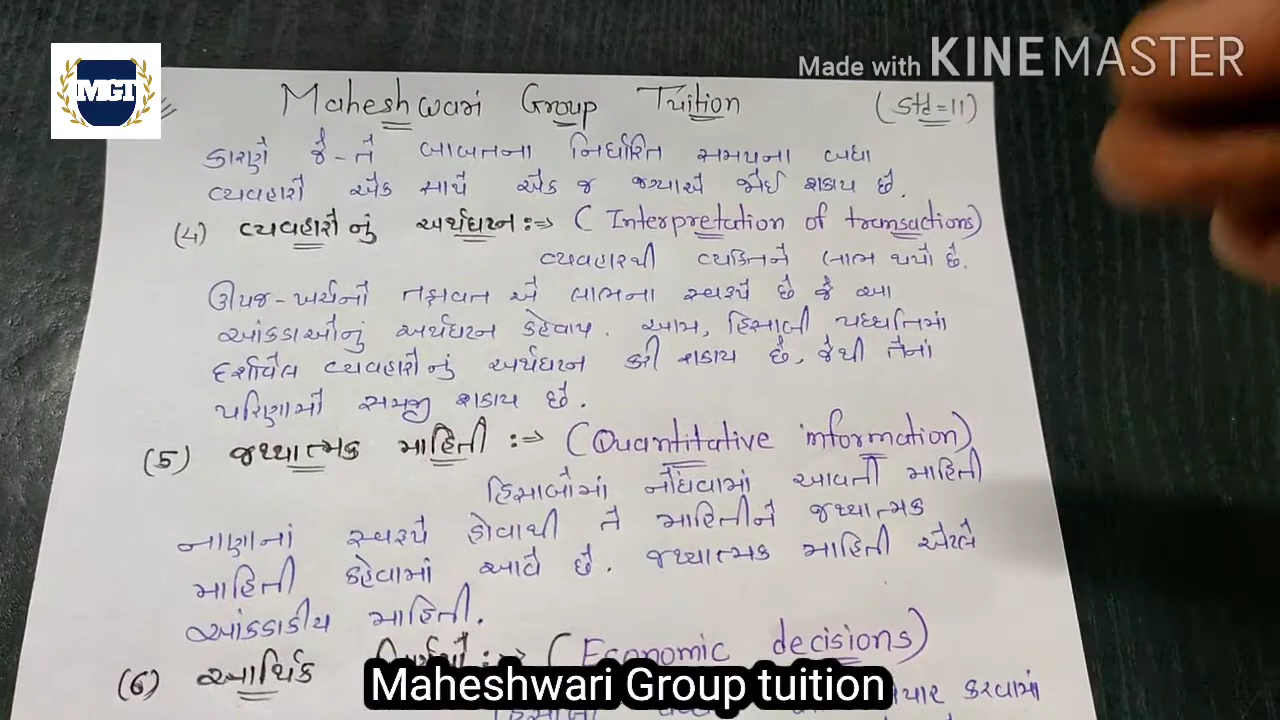 Made with KINEMASTER
MGI
Maheshwari Group Tuition (Std=11)
કારણે જે-તે બાબતના નિર્ધારિત સમયના બધા
વ્યવહારો એક સાથે એક જ જગ્યાએ જોઈ શકાય છે.
(4) વ્યવહારોનું અર્થઘટન :⇒ (Interpretation of transactions)
વ્યવહારથી વ્યક્તિને લાભ થયો છે.
ઊપજ-ખર્ચનો તફાવત એ લાભના સ્વરૂપે છે જે આ
આંકડાઓનું અર્થઘટન કહેવાય. આમ, હિસાબી પધ્ધતિમાં
દર્શાવેલ વ્યવહારોનું અર્થઘટન કરી શકાય છે, જેથી તેનાં
પરિણામો સમજી શકાય છે.
(5) જથ્થાત્મક માહિતી :⇒ (Quantitative information)
હિસાબોમાં નોંધવામાં આવતી માહિતી
નાણાનાં સ્વરૂપે હોવાથી તે માહિતીને જથ્થાત્મક
માહિતી કહેવામાં આવે છે. જથ્થાત્મક માહિતી એટલે
આંકડાકીય માહિતી.
(6) આર્થિક :⇒ (Economic decisions)
કરવામાં
Maheshwari Group tuition